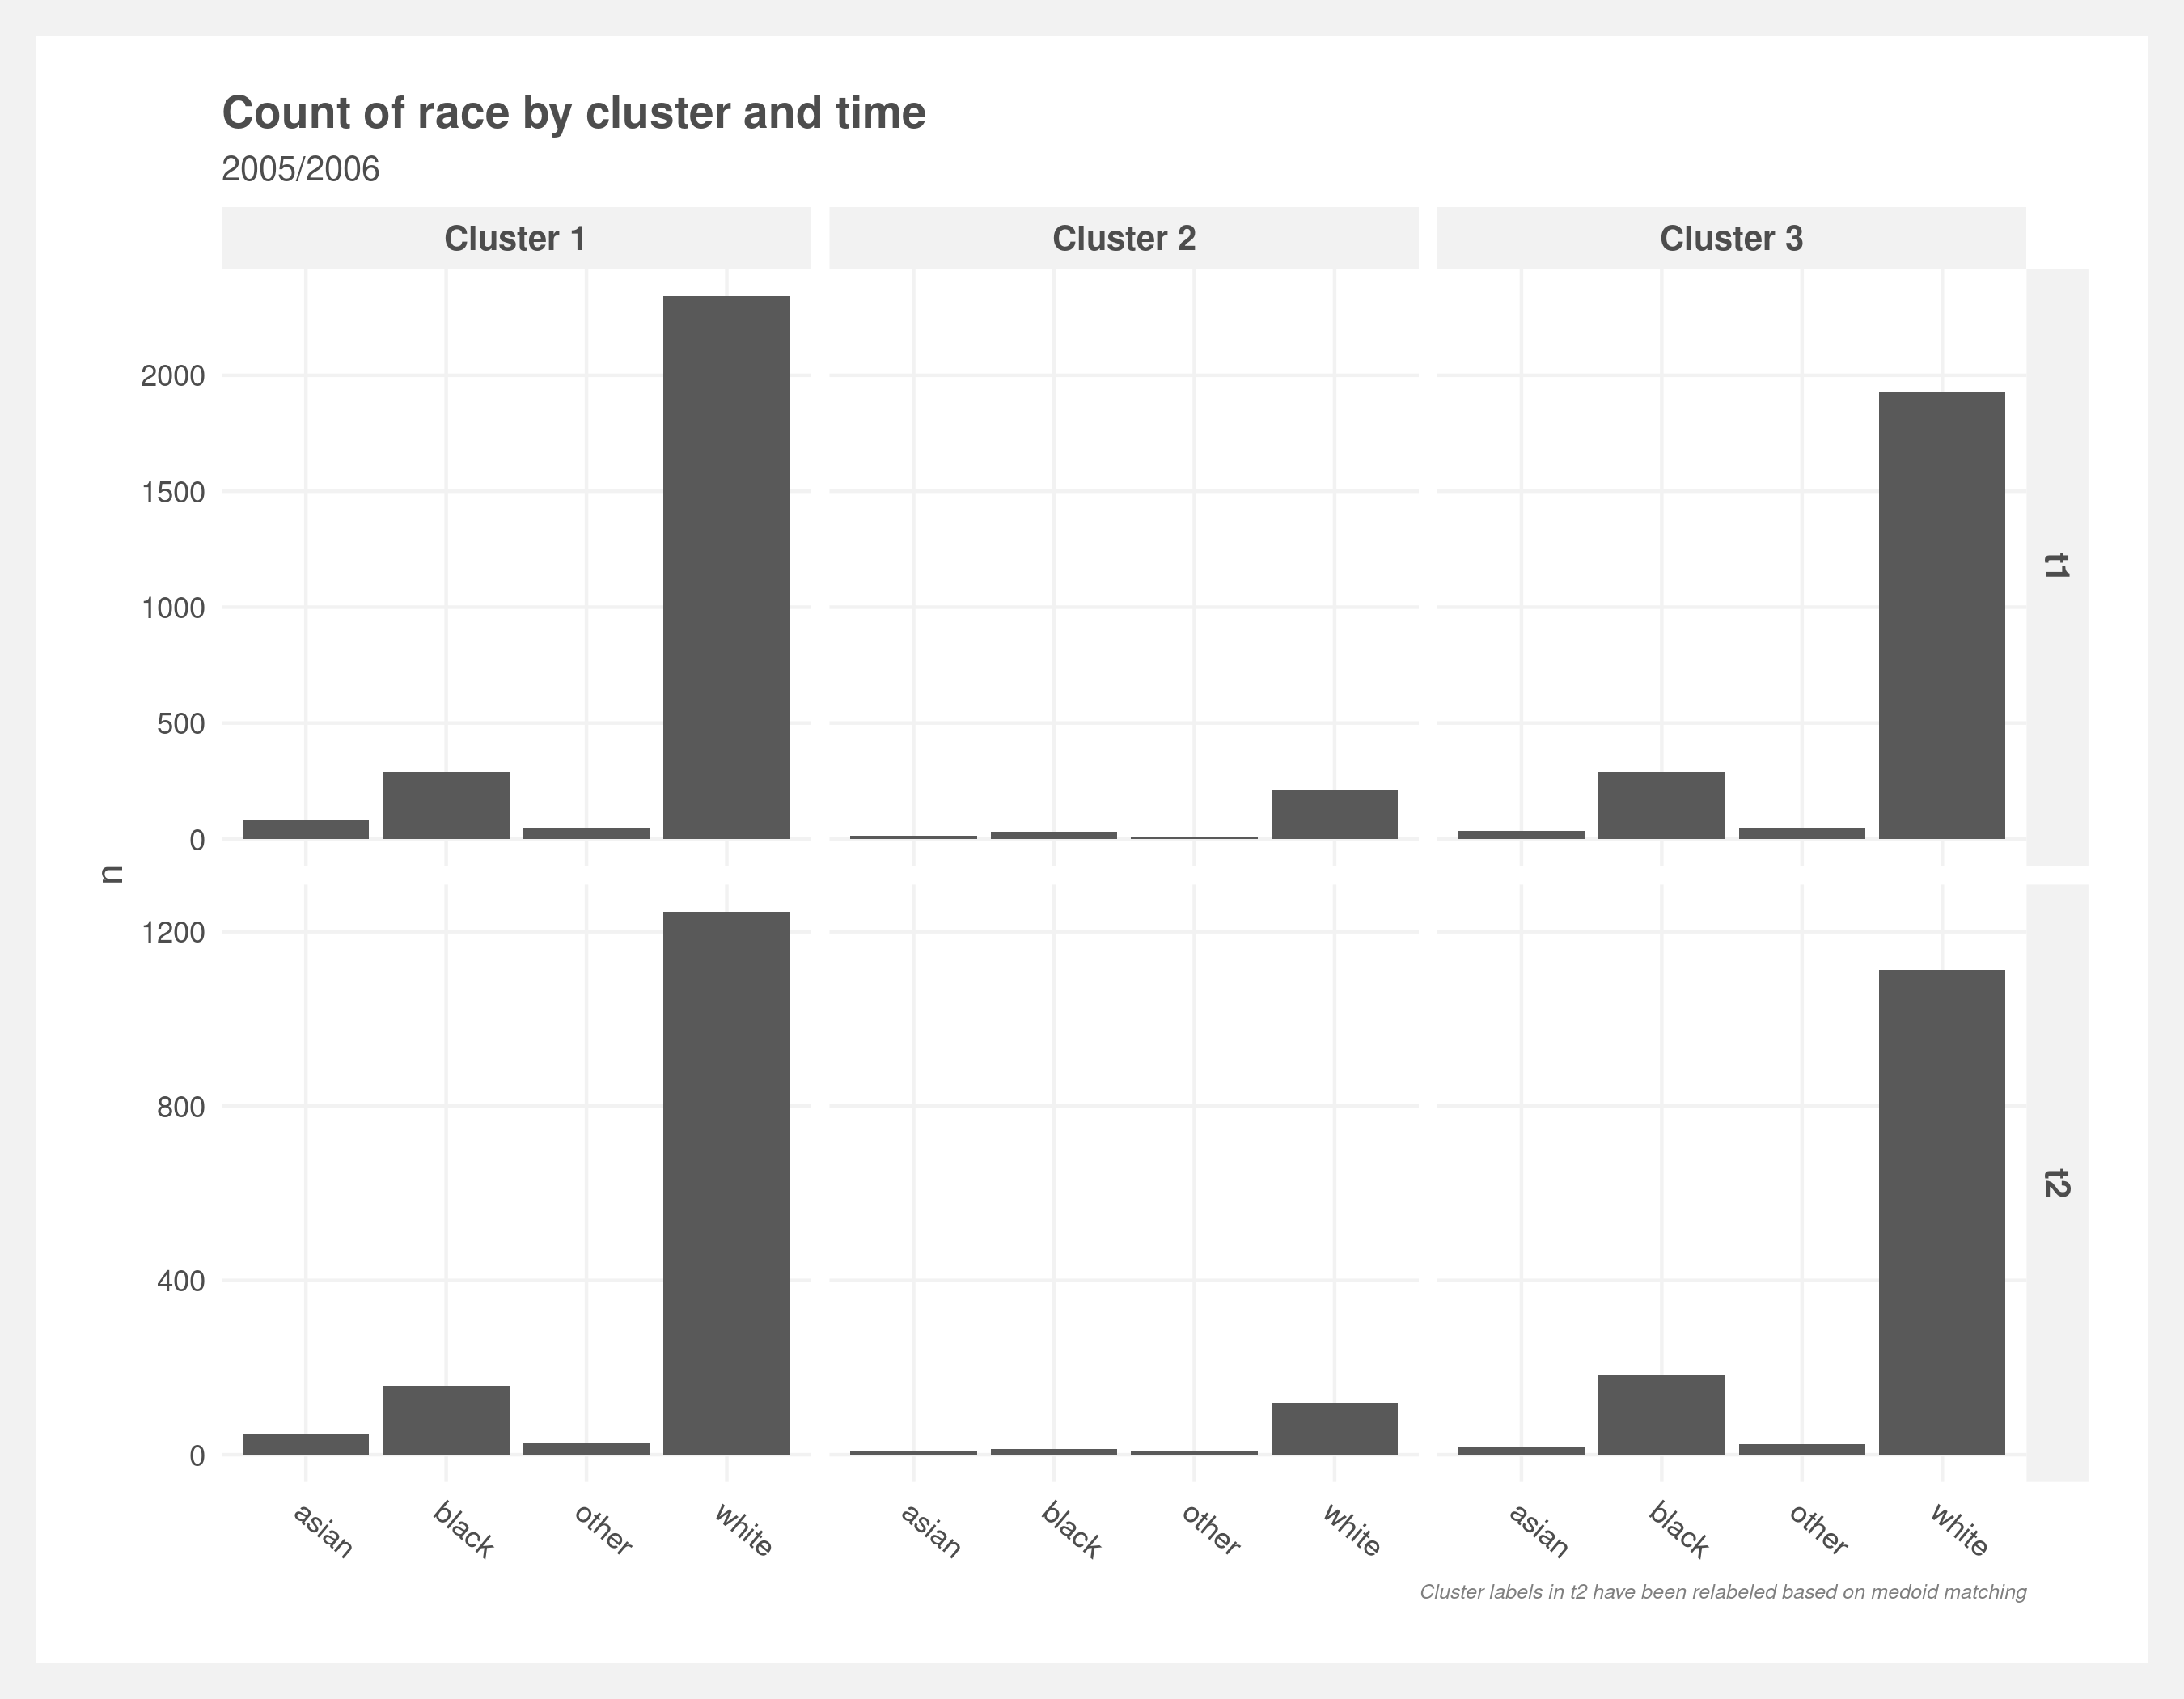 Count of race by cluster and time
2005/2006
Cluster 1 Cluster 2 Cluster 3
2000
1500
1000
500
0
t1
n
1200
800
400
0
t2
asian black other white asian black other white asian black other white
Cluster labels in t2 have been relabeled based on medoid matching